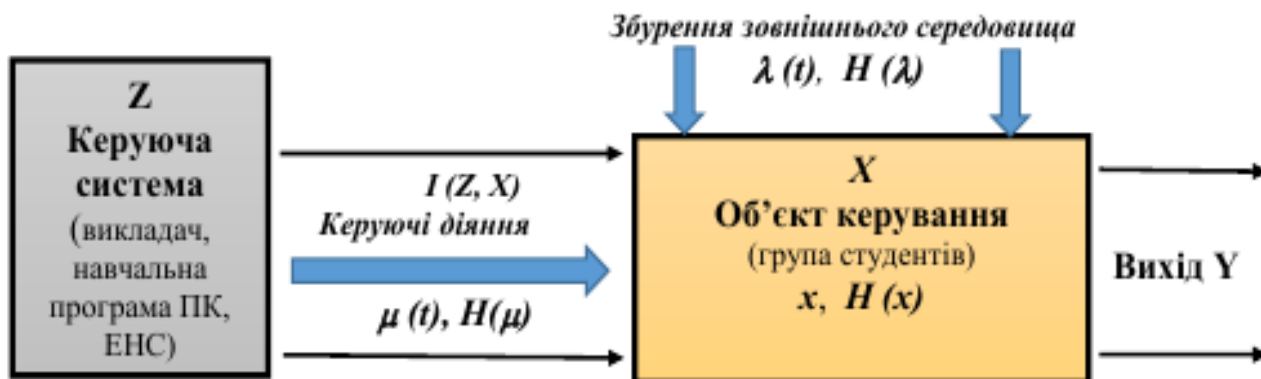 Збурення зовнішнього середовища
λ (t), H (λ)
Z
Керуюча
система
(викладач,
навчальна
програма ПК,
ЕНС)
I (Z, X)
Керуючі діяння
μ (t), H(μ)
X
Об’єкт керування
(група студентів)
x, H (x)
Вихід Y